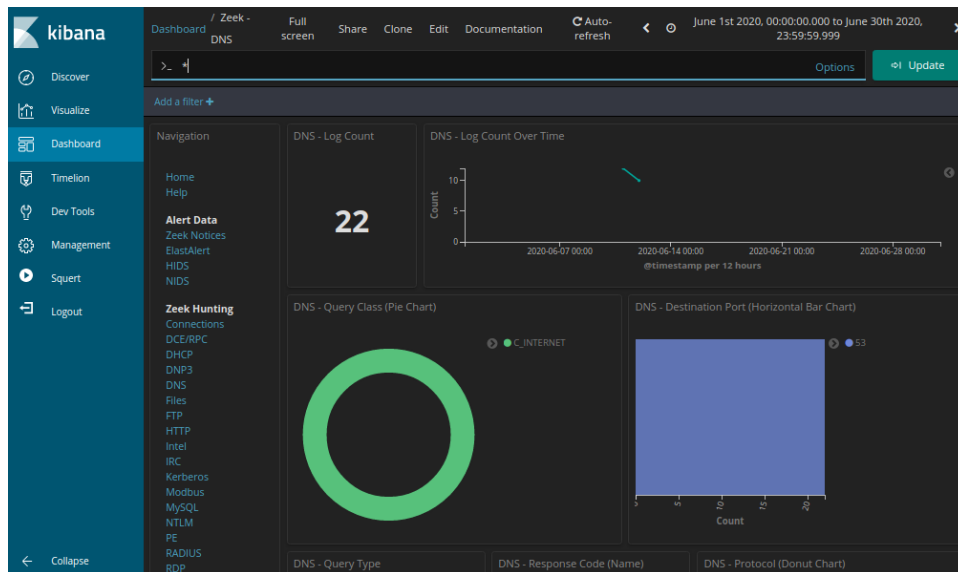 kibana
Discover
Visualize
Dashboard
Timelion
Dev Tools
Management
Squert
Logout
Collapse
Dashboard / Zeek - DNS
Full screen
Share
Clone
Edit
Documentation
Auto-refresh
June 1st 2020, 00:00:00.000 to June 30th 2020,
23:59:59.999
>_ *
Options
Update
Add a filter +
Navigation
Home
Help
Alert Data
Zeek Notices
ElastAlert
HIDS
NIDS
Zeek Hunting
Connections
DCE/RPC
DHCP
DNP3
DNS
Files
FTP
HTTP
Intel
IRC
Kerberos
Modbus
MySQL
NTLM
PE
RADIUS
RDP
DNS - Log Count
22
DNS - Log Count Over Time
Count
10
5
0
2020-06-07 00:00
2020-06-14 00:00
2020-06-21 00:00
2020-06-28 00:00
@timestamp per 12 hours
DNS - Query Class (Pie Chart)
C_INTERNET
DNS - Destination Port (Horizontal Bar Chart)
53
0
5
10
15
20
Count
DNS - Query Type
DNS - Response Code (Name)
DNS - Protocol (Donut Chart)